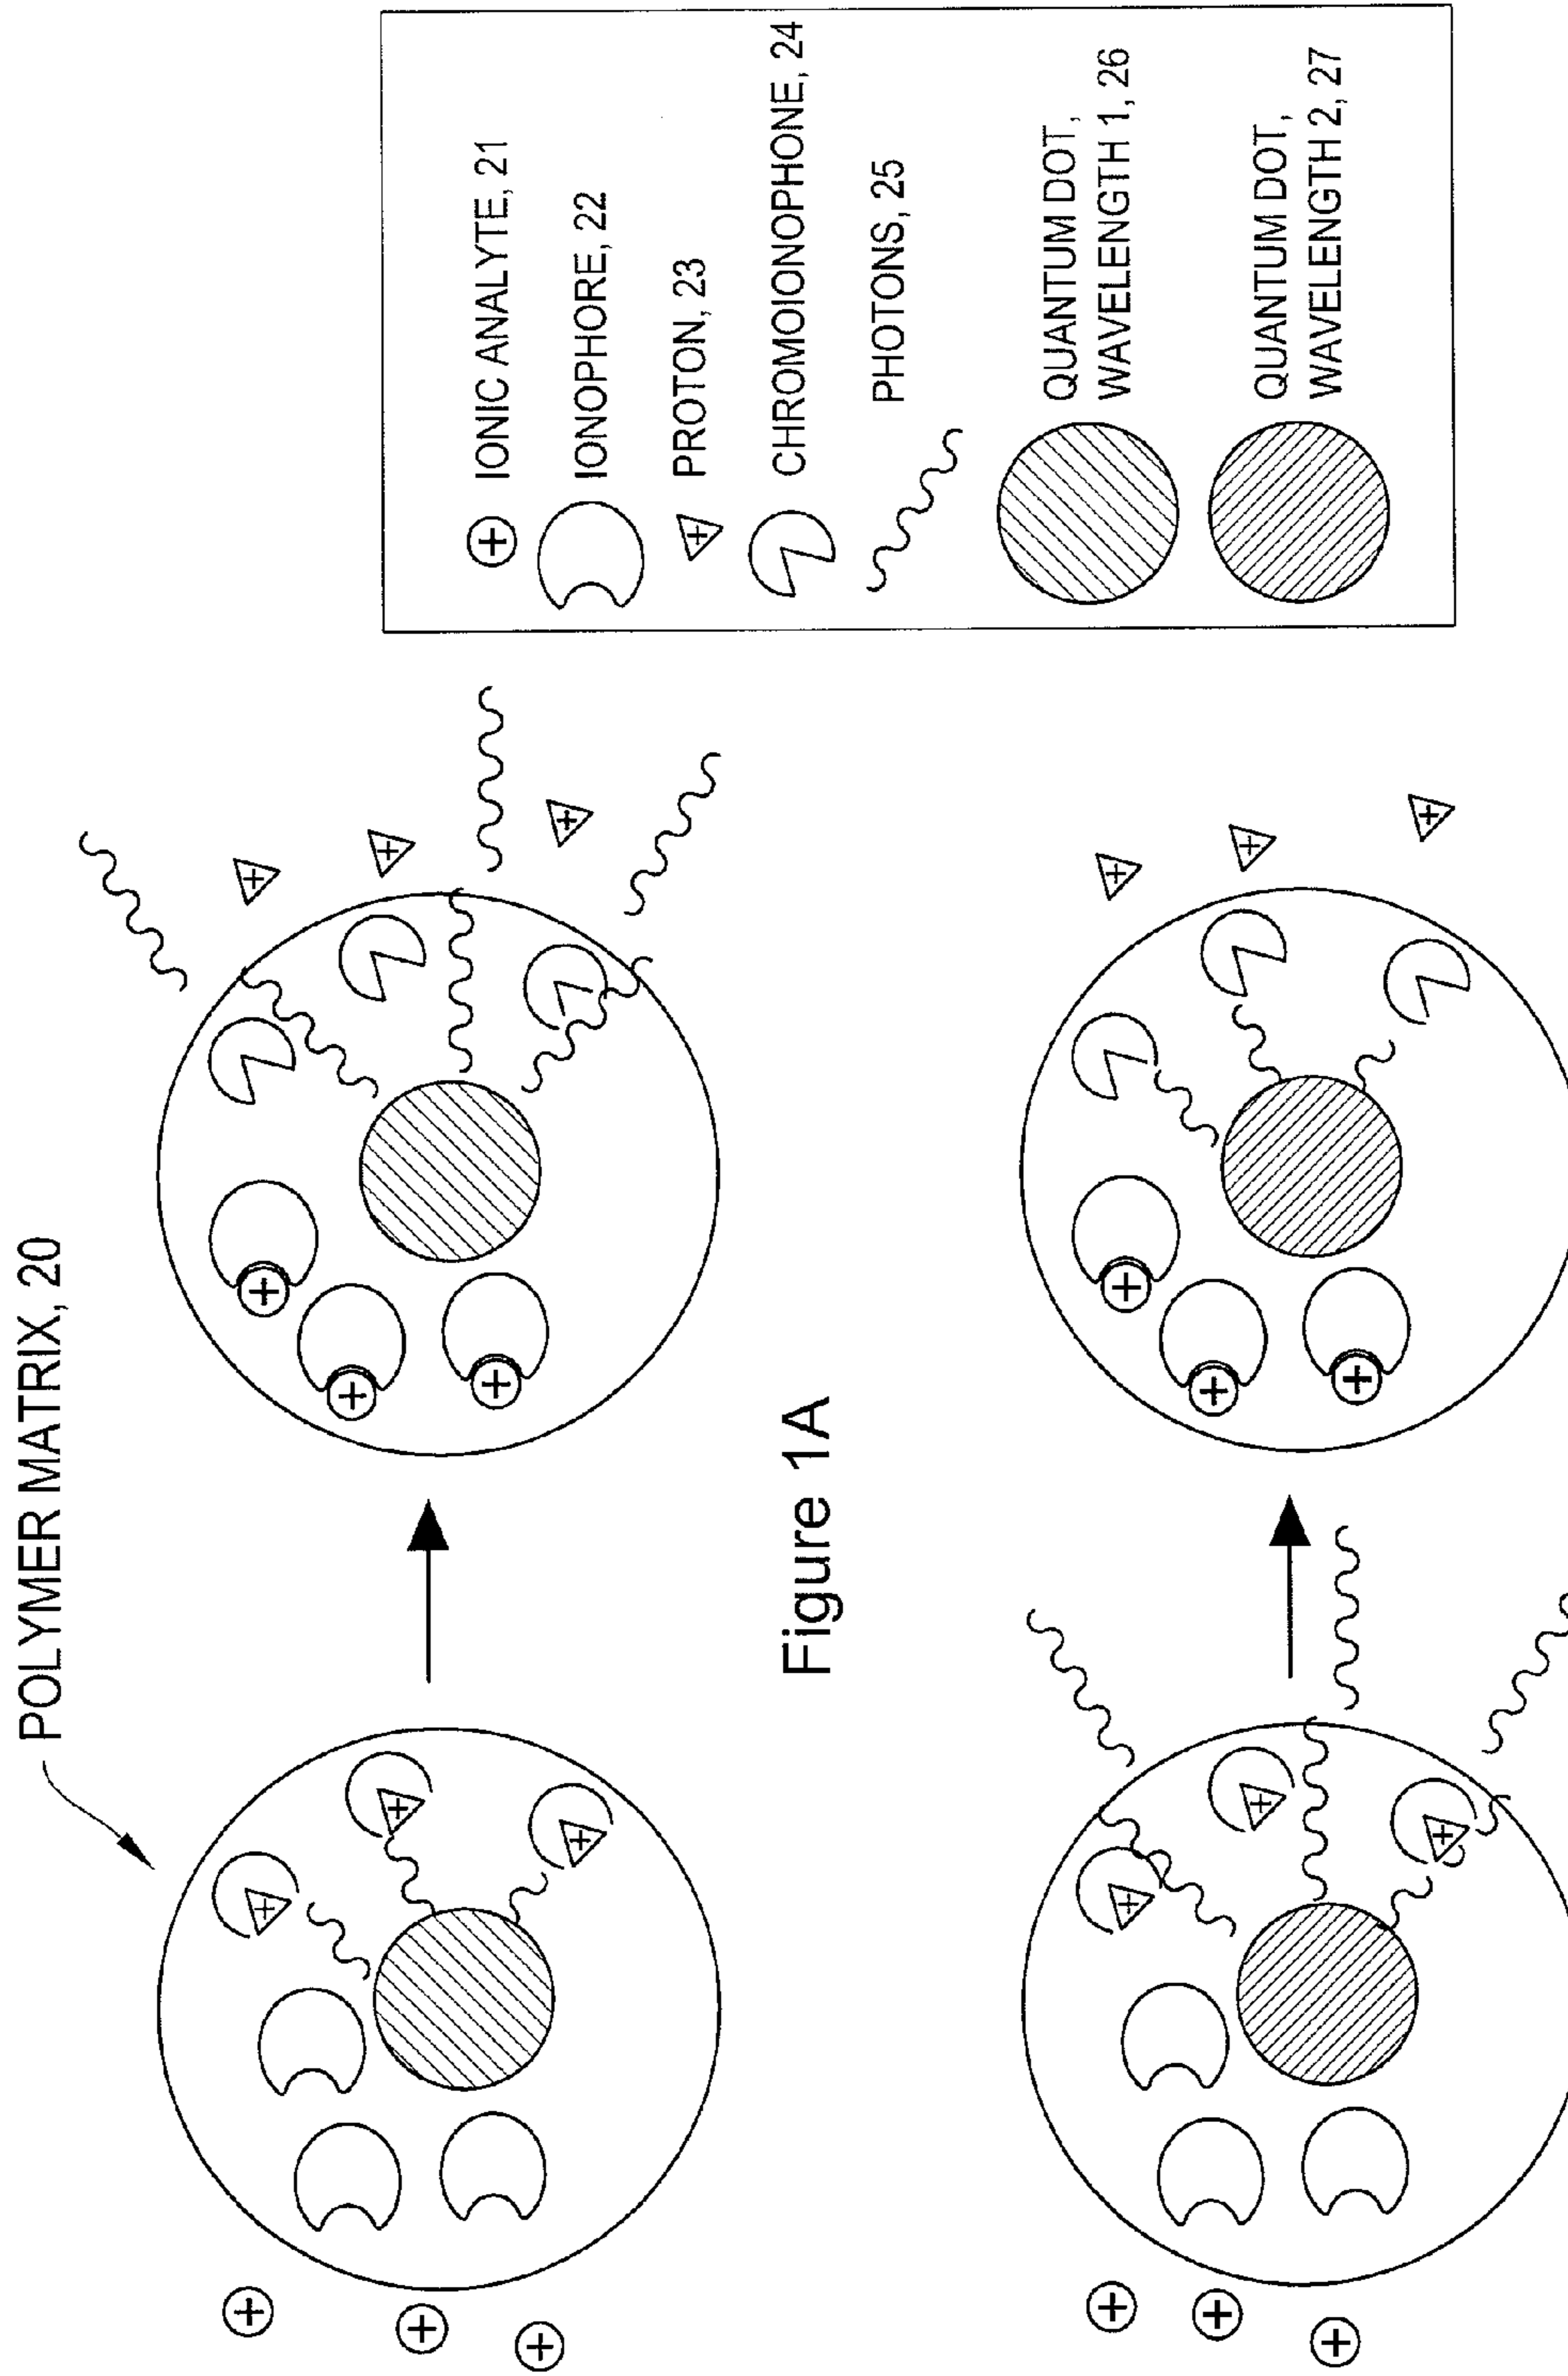 POLYMER MATRIX, 20
IONIC ANALYTE, 21
IONOPHORE, 22
PROTON, 23
CHROMOIONOPHONE, 24
PHOTONS, 25
QUANTUM DOT,
WAVELENGTH 1, 26
QUANTUM DOT,
WAVELENGTH 2, 27
Figure 1A